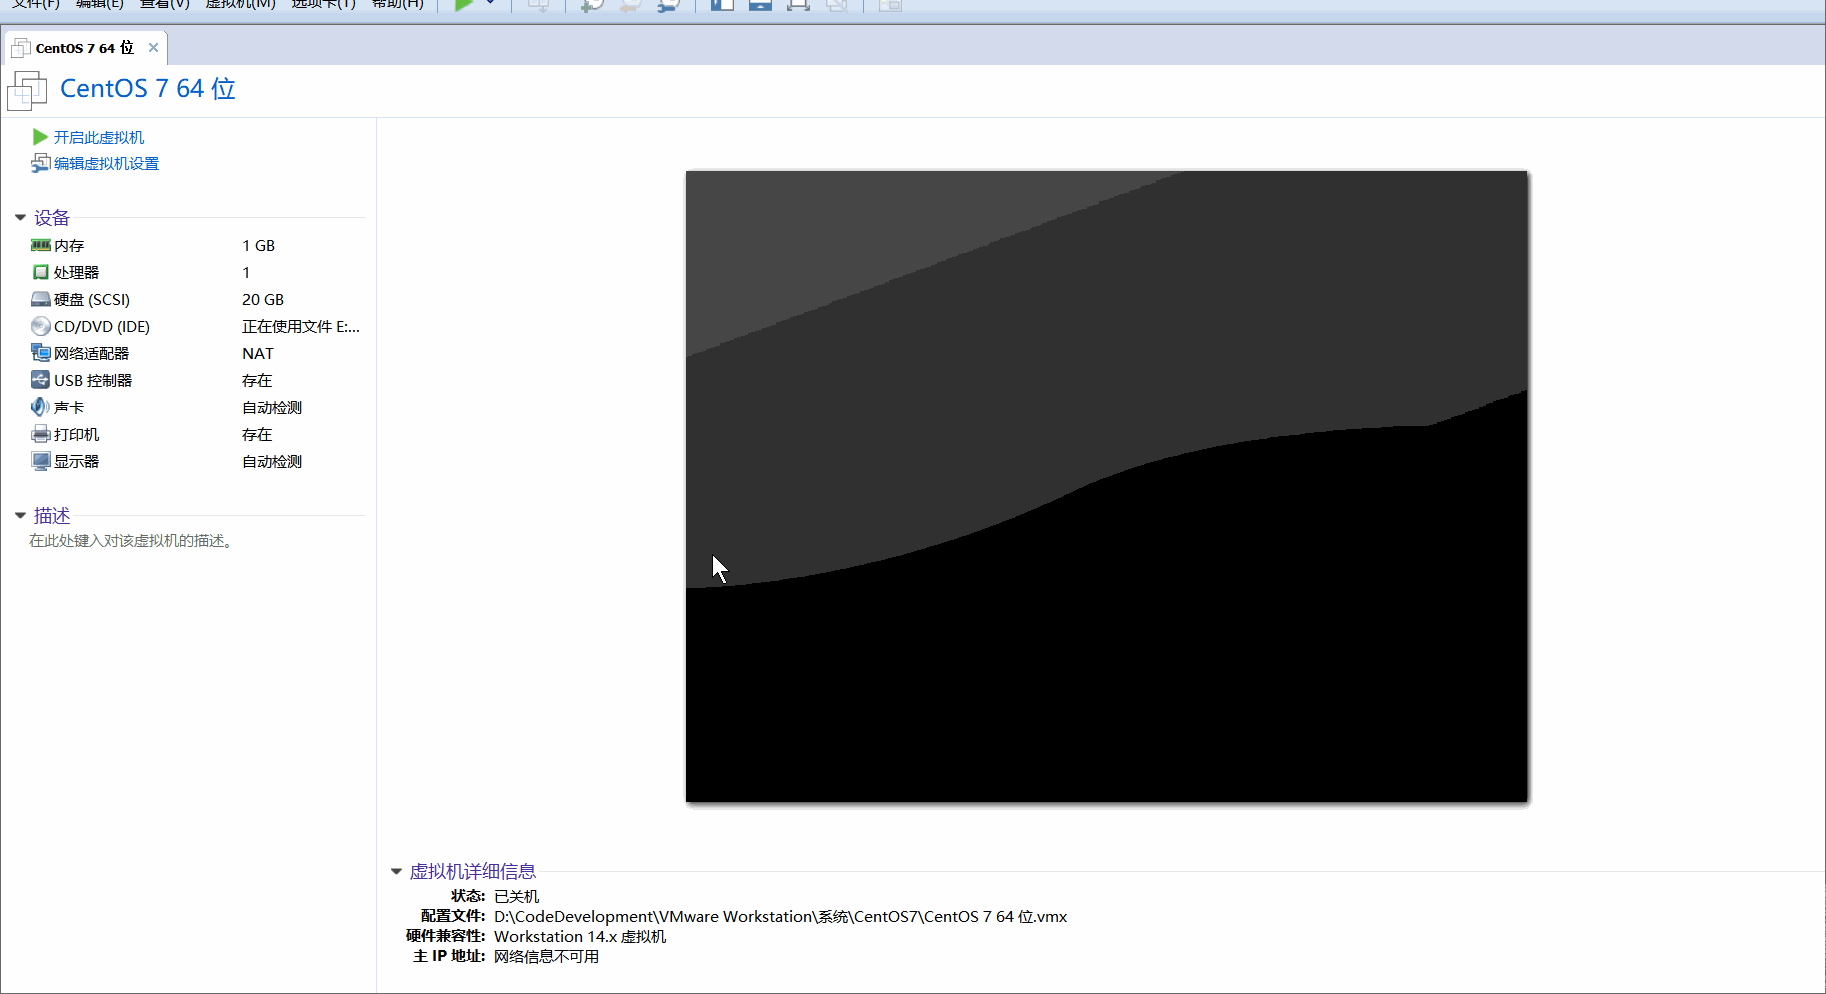 文件(F) 编辑(E) 查看(V) 虚拟机(M) 选项卡(T) 帮助(H)
CentOS 7 64 位
CentOS 7 64 位
开启此虚拟机
编辑虚拟机设置
设备
内存 1 GB
处理器 1
硬盘 (SCSI) 20 GB
CD/DVD (IDE) 正在使用文件 E:...
网络适配器 NAT
USB 控制器 存在
声卡 自动检测
打印机 存在
显示器 自动检测
描述
在此处键入对该虚拟机的描述。
虚拟机详细信息
状态: 已关机
配置文件: D:\CodeDevelopment\VMware Workstation\系统\CentOS7\CentOS 7 64 位.vmx
硬件兼容性: Workstation 14.x 虚拟机
主 IP 地址: 网络信息不可用